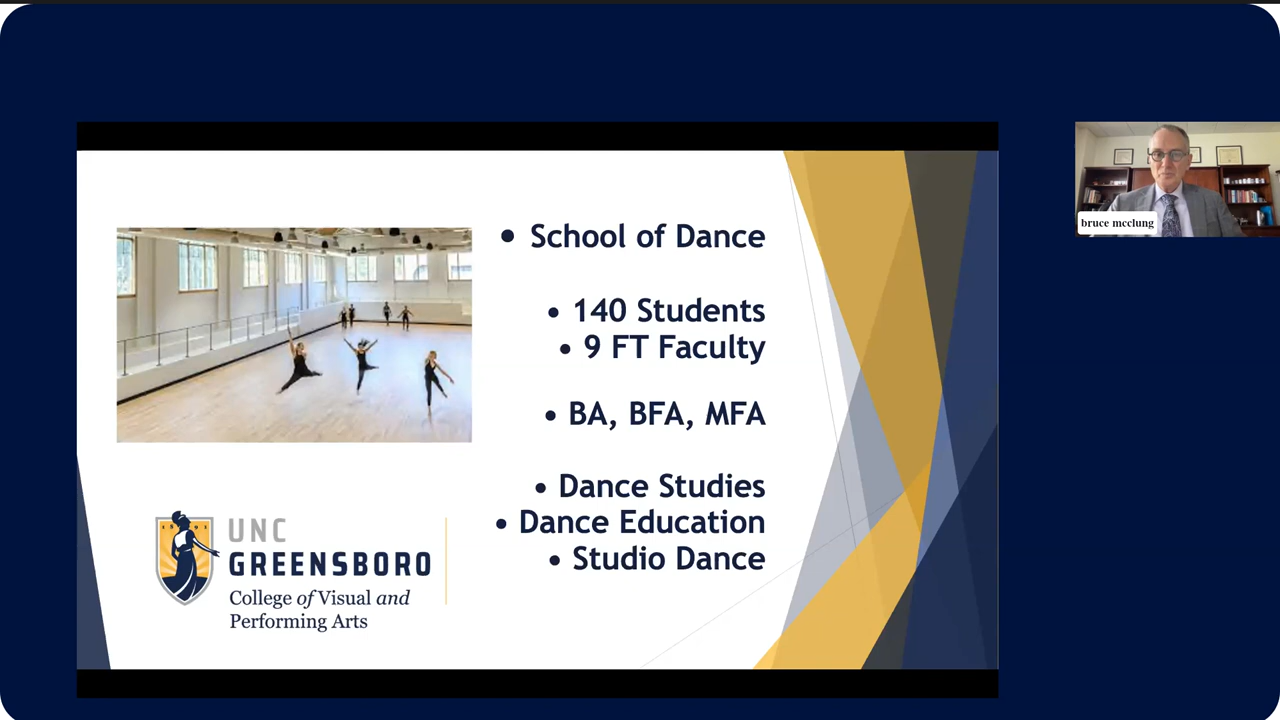 • School of Dance
• 140 Students
• 9 FT Faculty
• BA, BFA, MFA
• Dance Studies
• Dance Education
• Studio Dance
1891
UNC
GREENSBORO
College of Visual and
Performing Arts
bruce mcclung